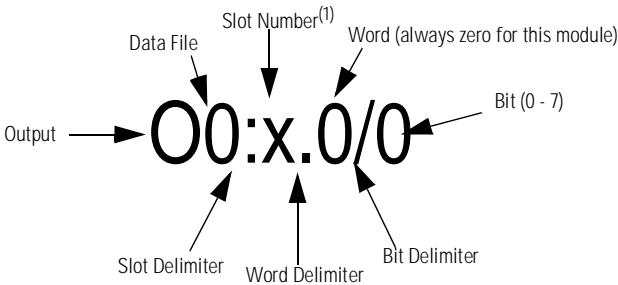 Slot Number(1)
Data File
Word (always zero for this module)
Bit (0 - 7)
Output
O0:x.0/0
Slot Delimiter
Word Delimiter
Bit Delimiter